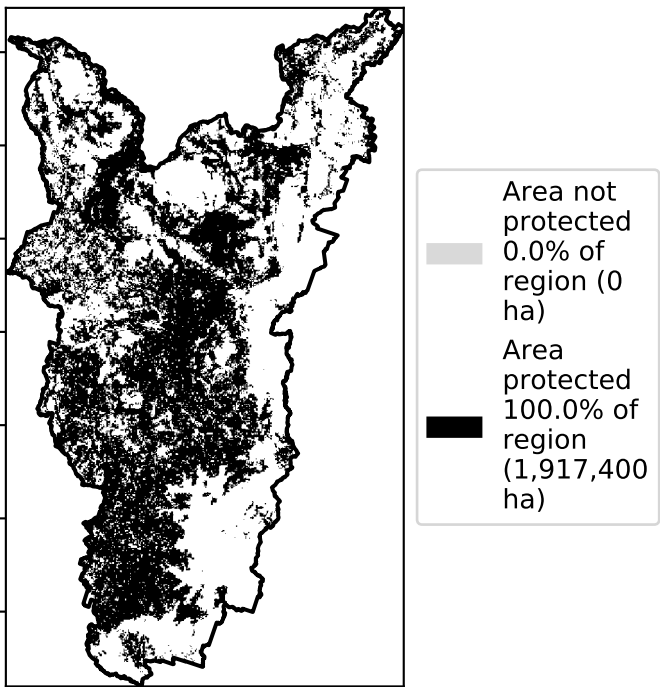 Area not
protected
0.0% of
region (0
ha)
Area
protected
100.0% of
region
(1,917,400
ha)